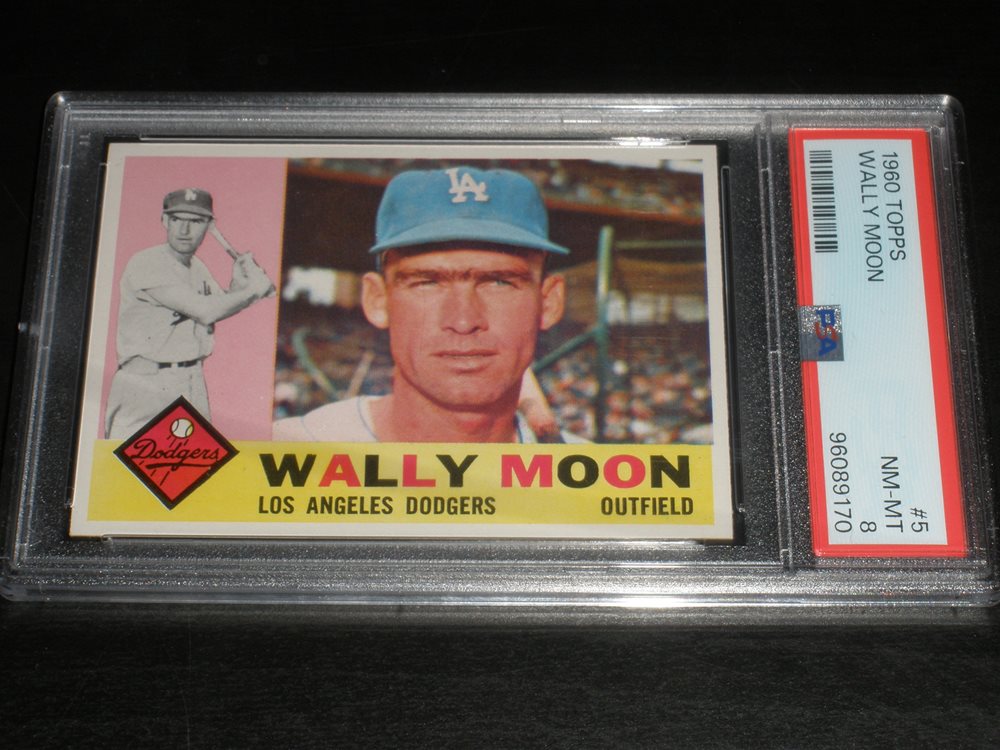 LA
Dodgers
WALLY MOON
LOS ANGELES DODGERS OUTFIELD
1960 TOPPS #5
WALLY MOON NM-MT 8
96089170
PSA